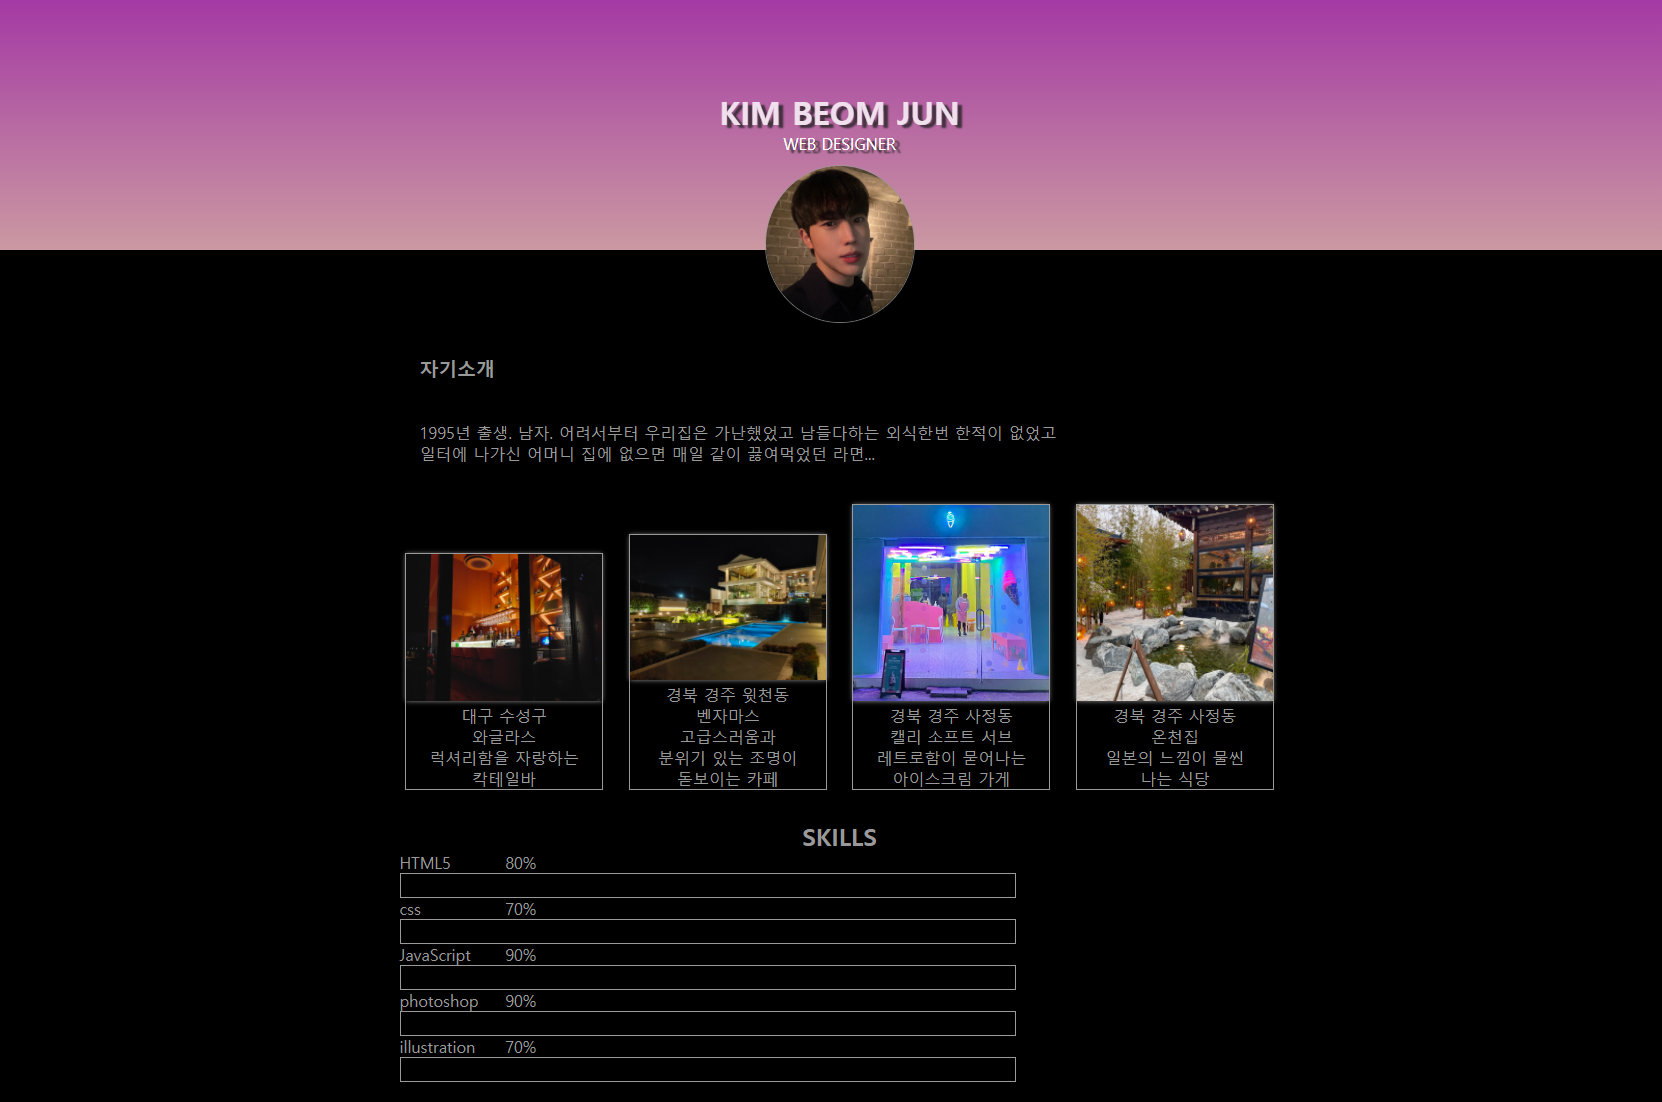 KIM BEOM JUN
WEB DESIGNER
자기소개
1995년 출생. 남자. 어려서부터 우리집은 가난했었고 남들다하는 외식한번 한적이 없었고
일터에 나가신 어머니 집에 없으면 매일 같이 끓여먹었던 라면...
대구 수성구
와글라스
럭셔리함을 자랑하는
칵테일바
경북 경주 윗천동
벤자마스
고급스러움과
분위기 있는 조명이
돋보이는 카페
경북 경주 사정동
캘리 소프트 서브
레트로함이 묻어나는
아이스크림 가게
경북 경주 사정동
온천집
일본의 느낌이 물씬
나는 식당
SKILLS
HTML5 80%
css 70%
JavaScript 90%
photoshop 90%
illustration 70%